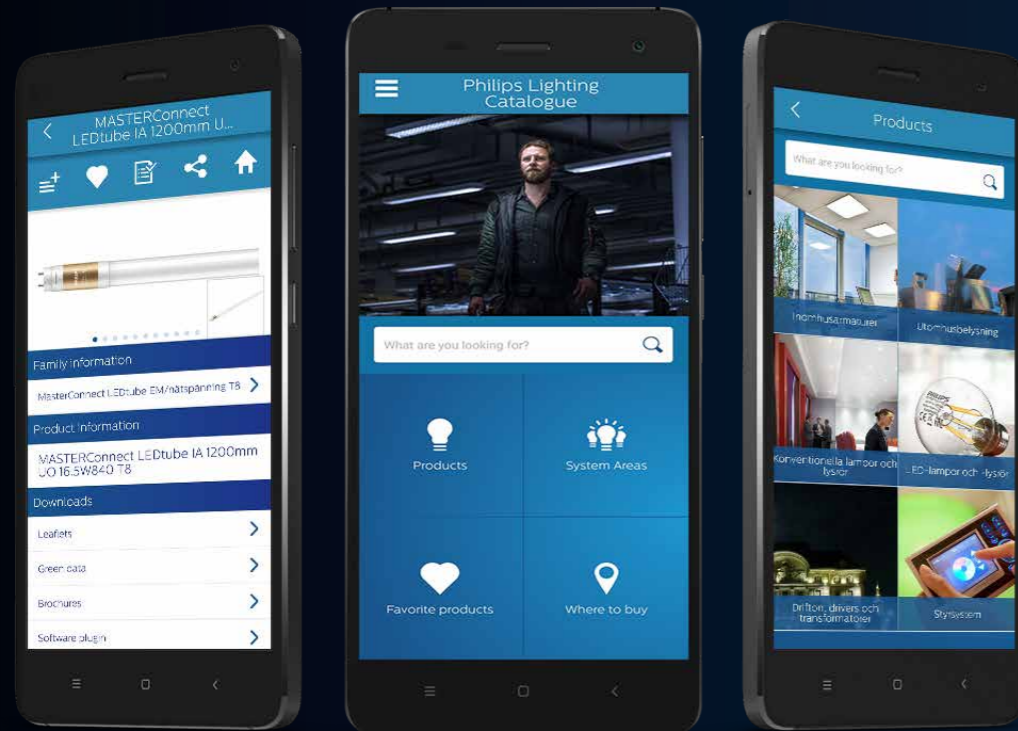 MASTERConnect
LEDtube IA 1200mm U...
Family information
MasterConnect LEDtube EM/nätspänning T8
Product information
MASTERConnect LEDtube IA 1200mm
UO 16.5W840 T8
Downloads
Leaflets
Green data
Brochures
Software plugin
Philips Lighting
Catalogue
What are you looking for?
Products
System Areas
Favorite products
Where to buy
Products
What are you looking for?
Inomhusarmaturer
Utomhusbelysning
PHILIPS
Konventionella lampor och
lysrör
LED-lampor och -lysrör
drivers och
transformatorer
Styrsystem